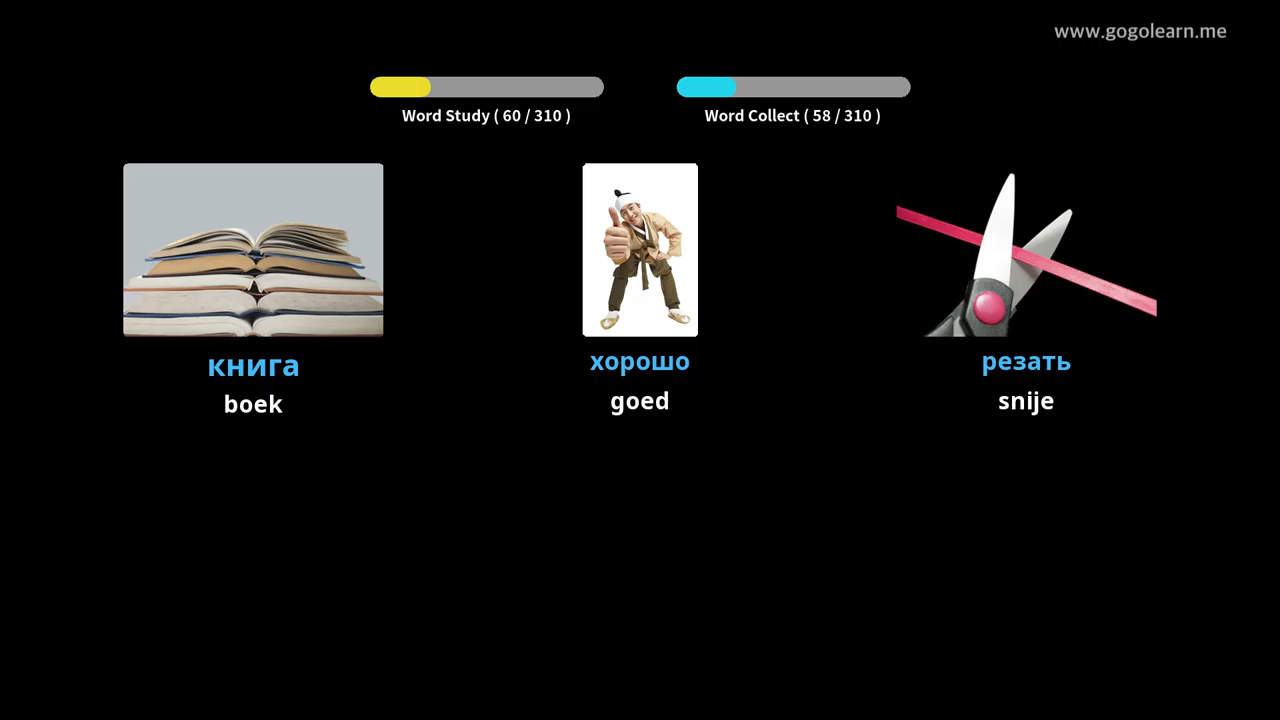 www.gogolearn.me
Word Study ( 60 / 310 )
Word Collect ( 58 / 310 )
книга
boek
хорошо
goed
резать
snije